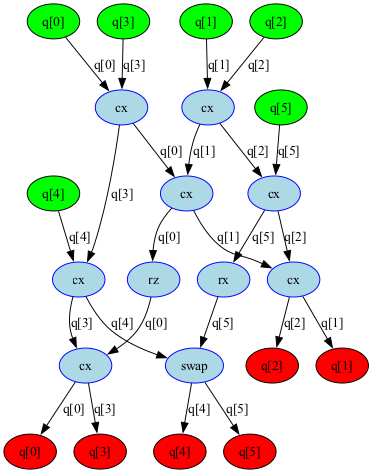 q[0] q[3] q[1] q[2]
q[0] q[3] q[1] q[2]
cx cx q[5]
q[0] q[1] q[2] q[5]
q[3]
q[4] cx cx
q[4] q[0] q[1] q[5] q[2]
cx rz rx cx
q[3] q[4] q[0] q[5] q[2] q[1]
cx swap q[2] q[1]
q[0] q[3] q[4] q[5]
q[0] q[3] q[4] q[5]